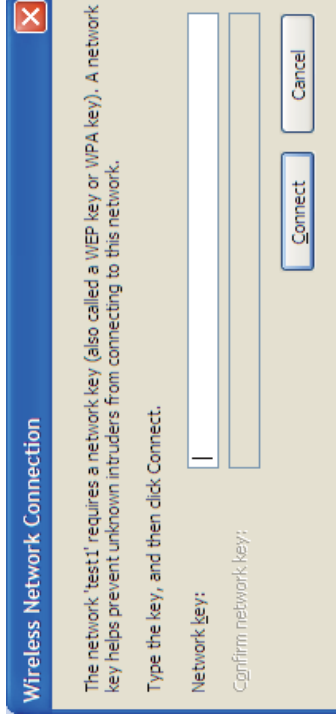 Wireless Network Connection
The network 'test1' requires a network key (also called a WEP key or WPA key). A network
key helps prevent unknown intruders from connecting to this network.
Type the key, and then click Connect.
Network key:
Confirm network key:
Connect Cancel